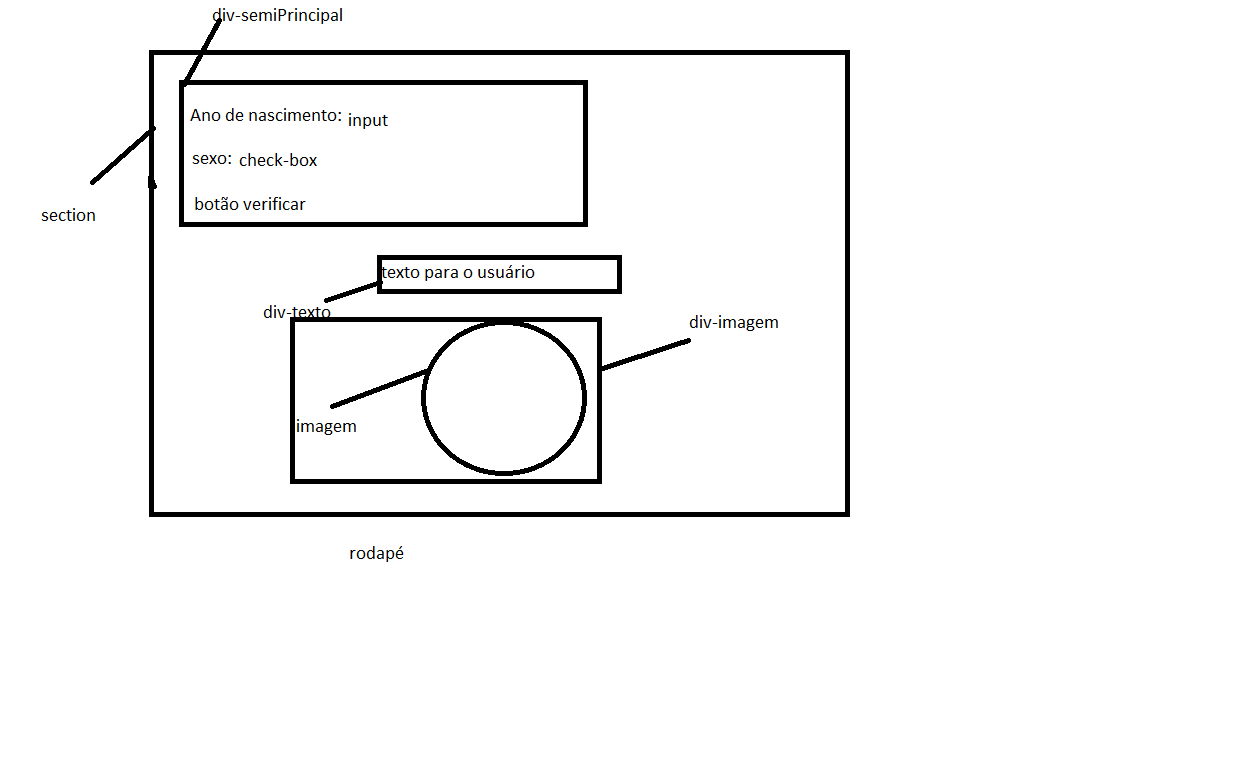 div-semiPrincipal
Ano de nascimento: input
sexo: check-box
section
botão verificar
texto para o usuário
div-texto
div-imagem
imagem
rodapé